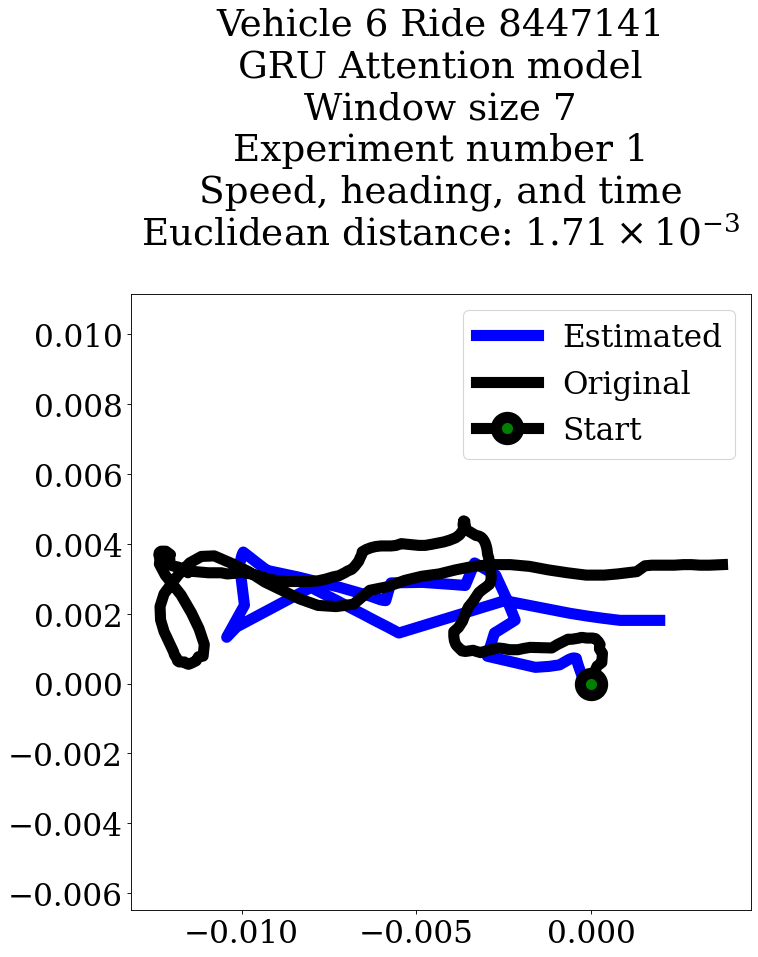 Vehicle 6 Ride 8447141
GRU Attention model
Window size 7
Experiment number 1
Speed, heading, and time
Euclidean distance: 1.71 × 10⁻³
Estimated
Original
Start
0.010
0.008
0.006
0.004
0.002
0.000
−0.002
−0.004
−0.006
−0.010
−0.005
0.000